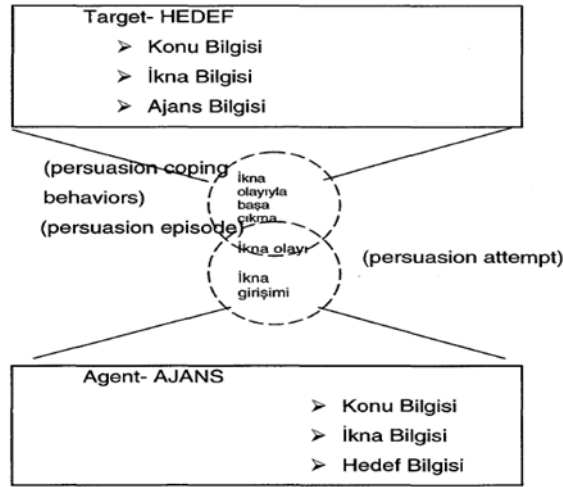 Target- HEDEF
➢ Konu Bilgisi
➢ İkna Bilgisi
➢ Ajans Bilgisi
(persuasion coping
behaviors)
(persuasion episode)
İkna
olayıyla
başa
çıkma
İkna olayı
(persuasion attempt)
İkna
girişimi
Agent- AJANS
➢ Konu Bilgisi
➢ İkna Bilgisi
➢ Hedef Bilgisi